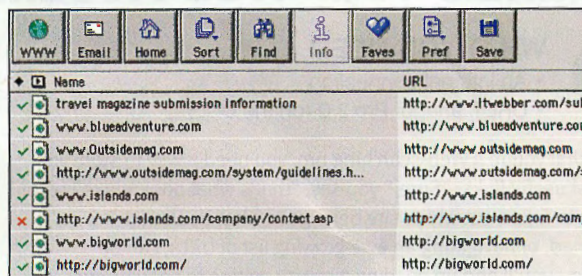 WWW Email Home Sort Find Info Faves Pref Save
Name URL
travel magazine submission information http://www.ltwebber.com/sul
www.blueadventure.com http://www.blueadventure.cor
www.Outsidemag.com http://www.outsidemag.com
http://www.outsidemag.com/system/guidelines.h... http://www.outsidemag.com/s
www.islands.com http://www.islands.com
http://www.islands.com/company/contact.asp http://www.islands.com/com
www.bigworld.com http://bigworld.com
http://bigworld.com/ http://bigworld.com/